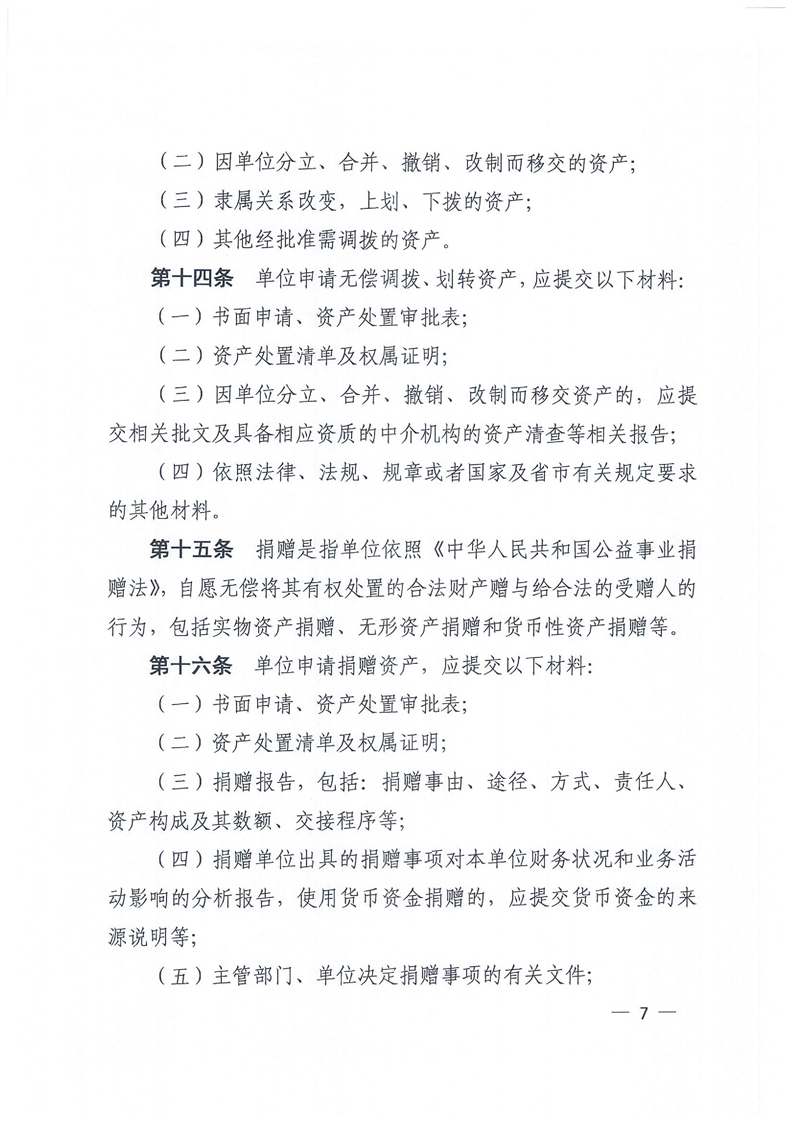 （二）因单位分立、合并、撤销、改制而移交的资产；
（三）隶属关系改变，上划、下拨的资产；
（四）其他经批准需调拨的资产。
第十四条　单位申请无偿调拨、划转资产，应提交以下材料：
（一）书面申请、资产处置审批表；
（二）资产处置清单及权属证明；
（三）因单位分立、合并、撤销、改制而移交资产的，应提
交相关批文及具备相应资质的中介机构的资产清查等相关报告；
（四）依照法律、法规、规章或者国家及省市有关规定要求
的其他材料。
第十五条　捐赠是指单位依照《中华人民共和国公益事业捐
赠法》，自愿无偿将其有权处置的合法财产赠与给合法的受赠人的
行为，包括实物资产捐赠、无形资产捐赠和货币性资产捐赠等。
第十六条　单位申请捐赠资产，应提交以下材料：
（一）书面申请、资产处置审批表；
（二）资产处置清单及权属证明；
（三）捐赠报告，包括：捐赠事由、途径、方式、责任人、
资产构成及其数额、交接程序等；
（四）捐赠单位出具的捐赠事项对本单位财务状况和业务活
动影响的分析报告，使用货币资金捐赠的，应提交货币资金的来
源说明等；
（五）主管部门、单位决定捐赠事项的有关文件；
— 7 —